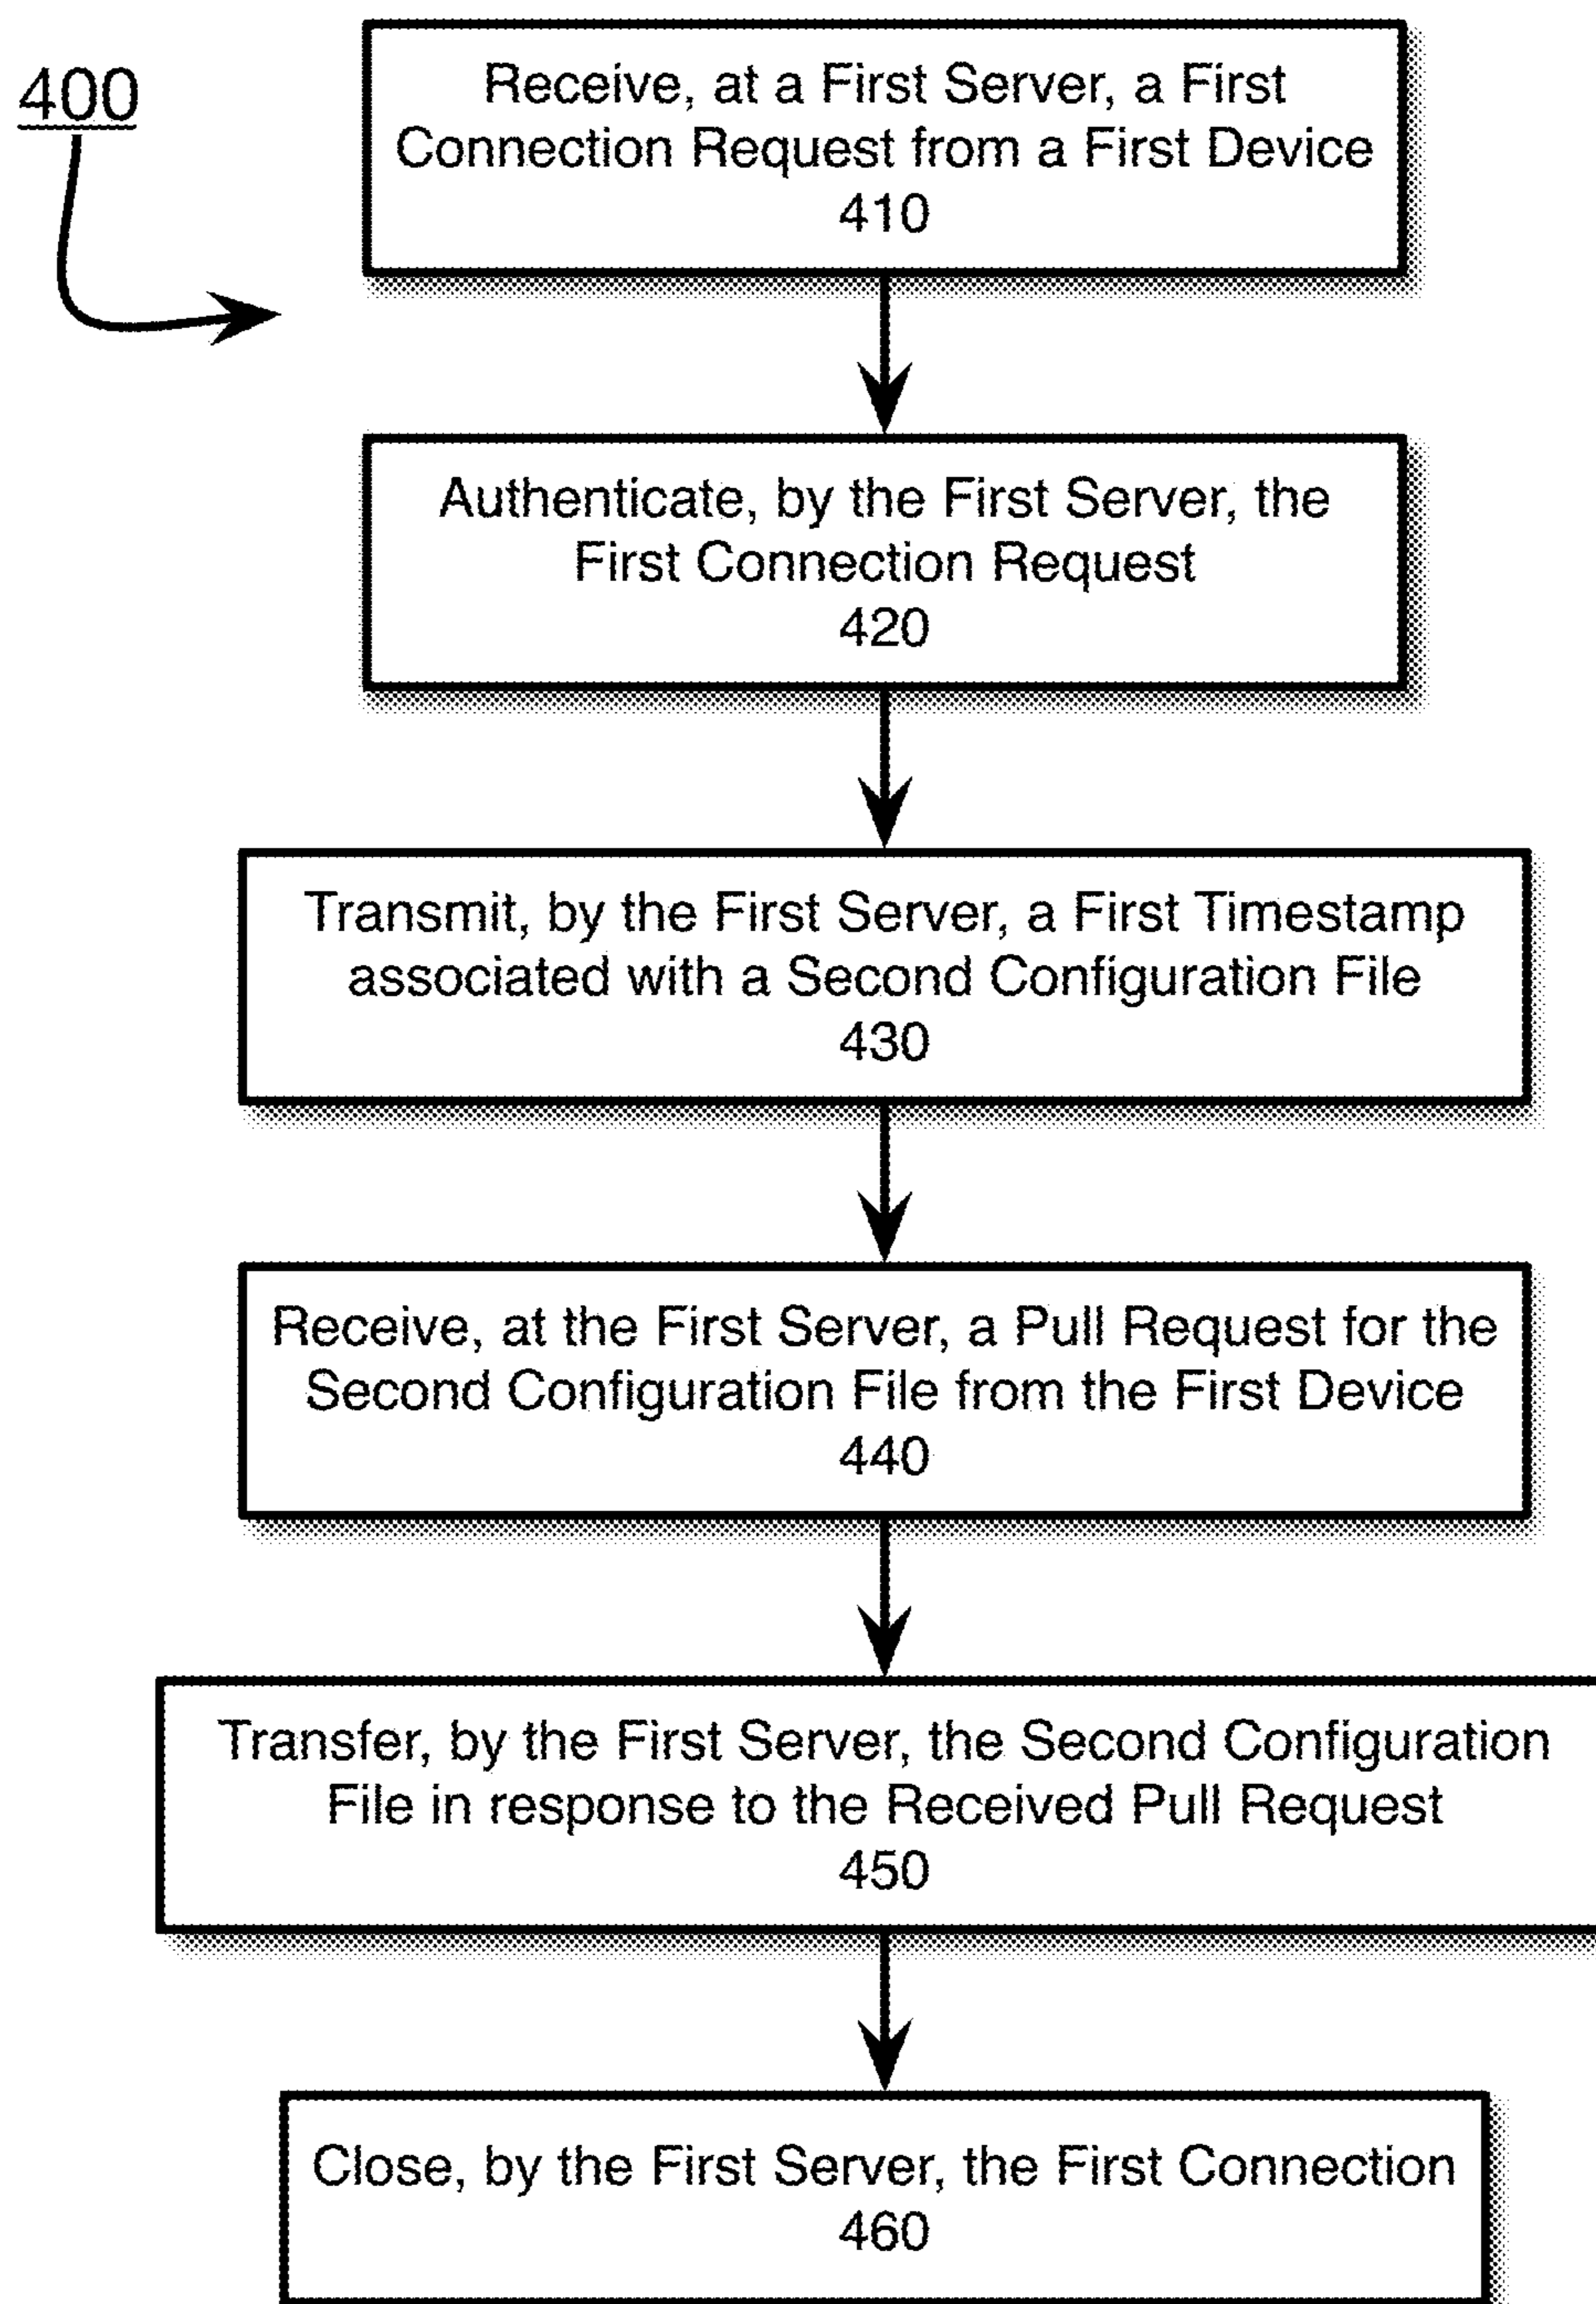 400
Receive, at a First Server, a First
Connection Request from a First Device
410
Authenticate, by the First Server, the
First Connection Request
420
Transmit, by the First Server, a First Timestamp
associated with a Second Configuration File
430
Receive, at the First Server, a Pull Request for the
Second Configuration File from the First Device
440
Transfer, by the First Server, the Second Configuration
File in response to the Received Pull Request
450
Close, by the First Server, the First Connection
460